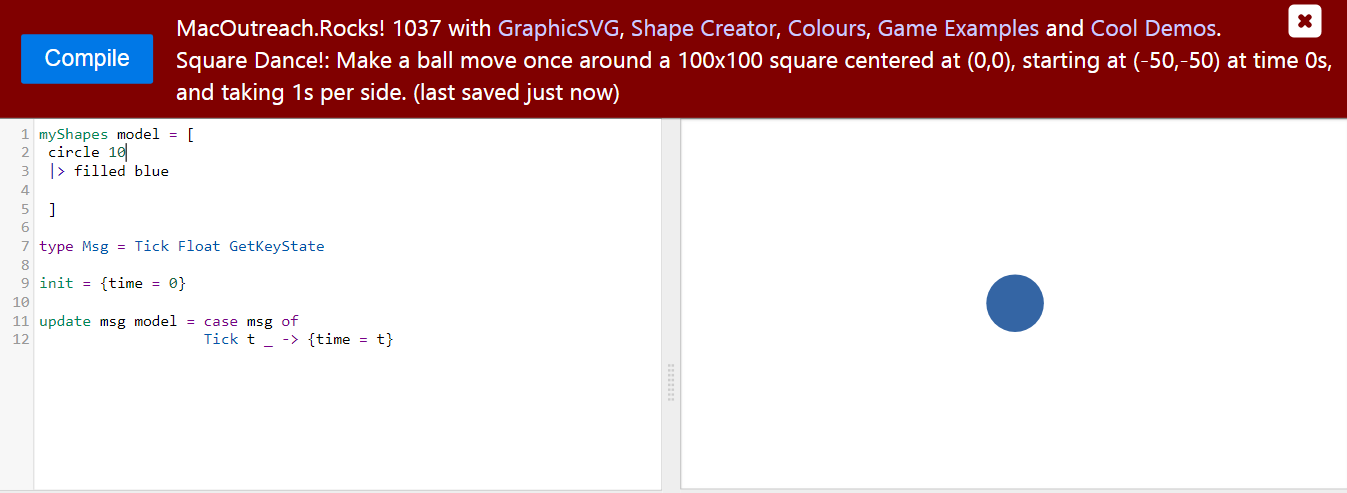 Compile
MacOutreach.Rocks! 1037 with GraphicSVG, Shape Creator, Colours, Game Examples and Cool Demos.
Square Dance!: Make a ball move once around a 100x100 square centered at (0,0), starting at (-50,-50) at time 0s,
and taking 1s per side. (last saved just now)
1 myShapes model = [
2 circle 10
3 |> filled blue
4
5 ]
6
7 type Msg = Tick Float GetKeyState
8
9 init = {time = 0}
10
11 update msg model = case msg of
12 Tick t _ -> {time = t}